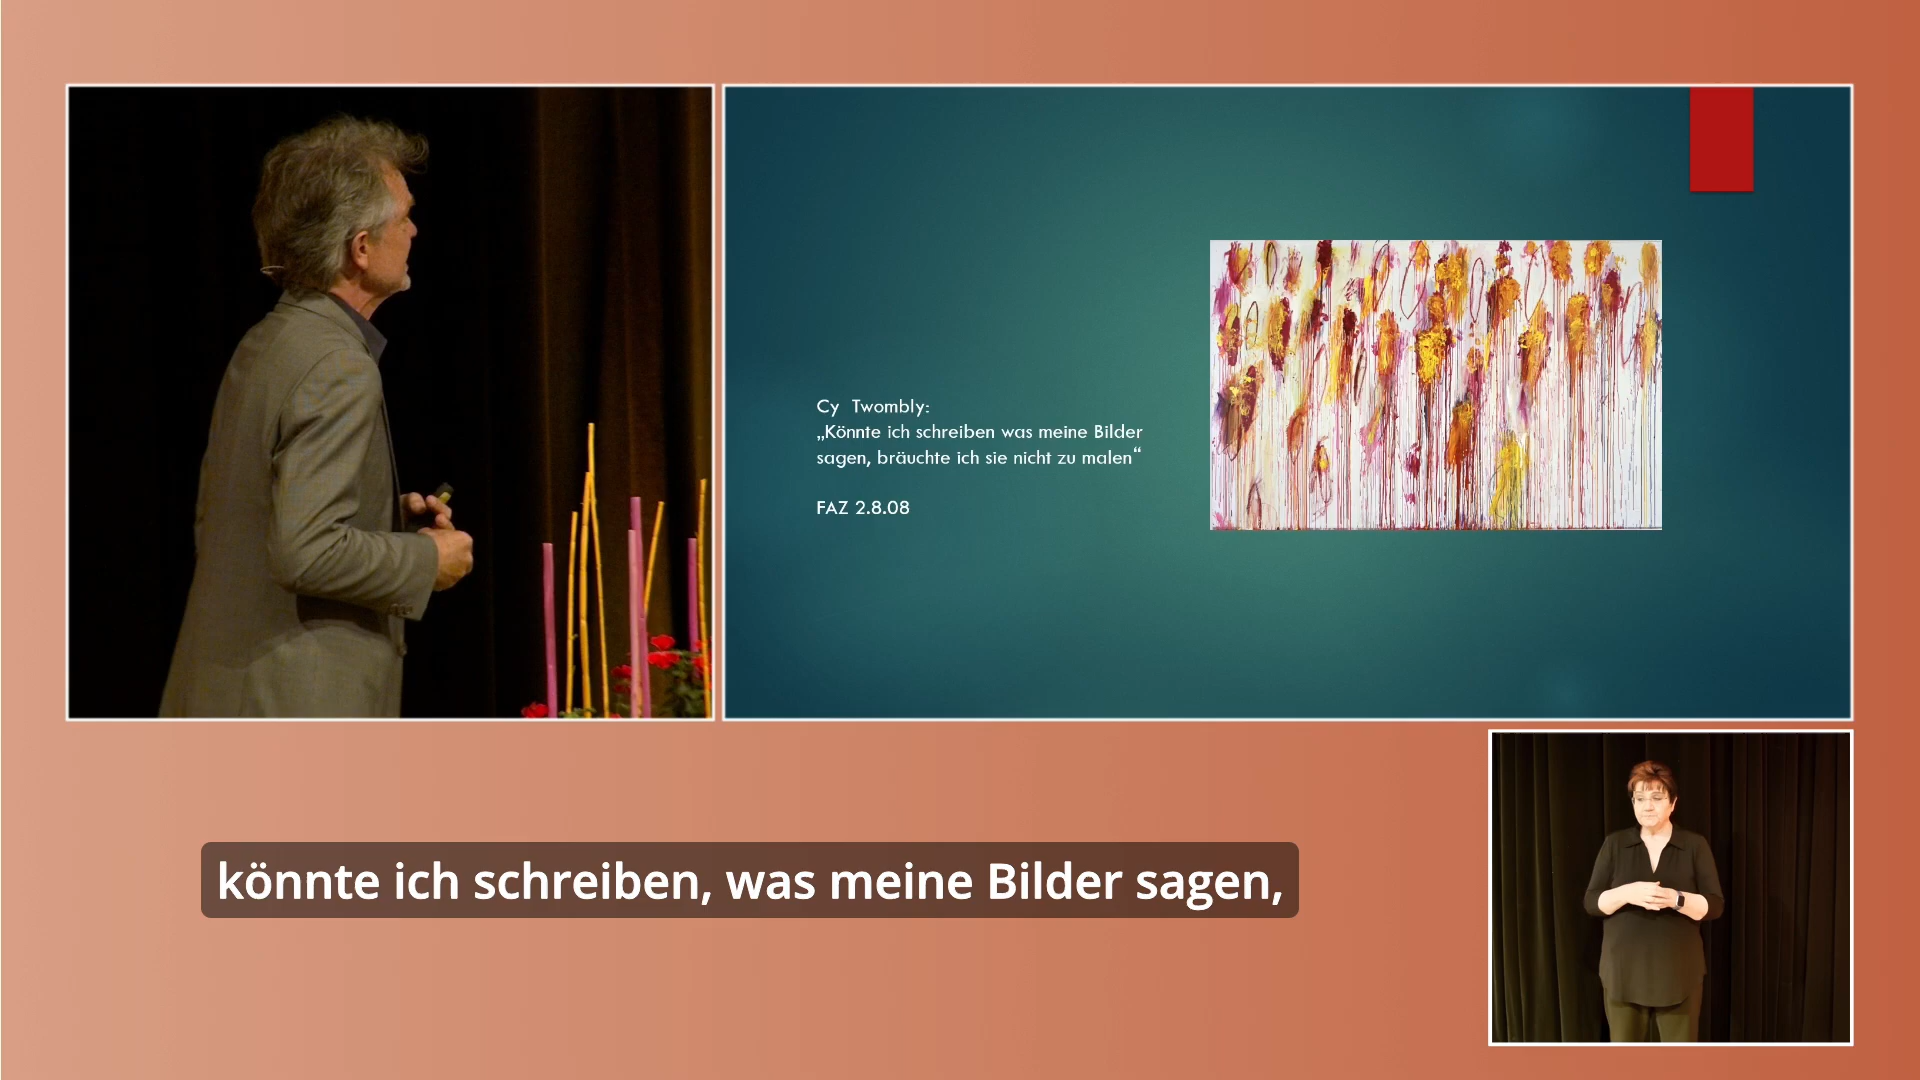 Cy Twombly:
„Könnte ich schreiben was meine Bilder
sagen, bräuchte ich sie nicht zu malen“
FAZ 2.8.08
könnte ich schreiben, was meine Bilder sagen,